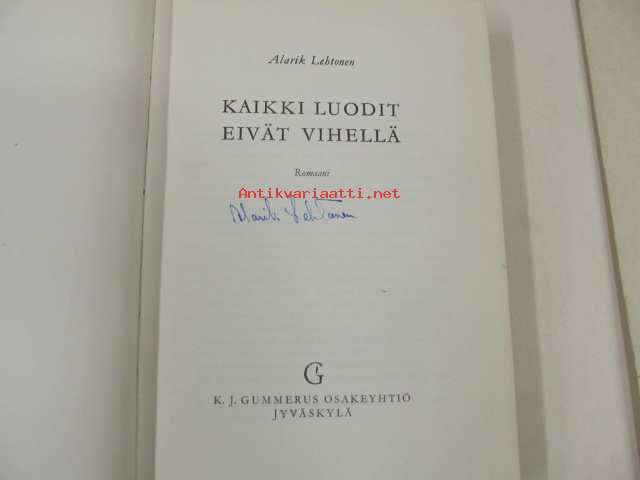 Alarik Lehtonen
KAIKKI LUODIT
EIVÄT VIHELLÄ
Romaani
Antikvariaatti.net
Alarik Lehtonen
G
K. J. GUMMERUS OSAKEYHTIÖ
JYVÄSKYLÄ